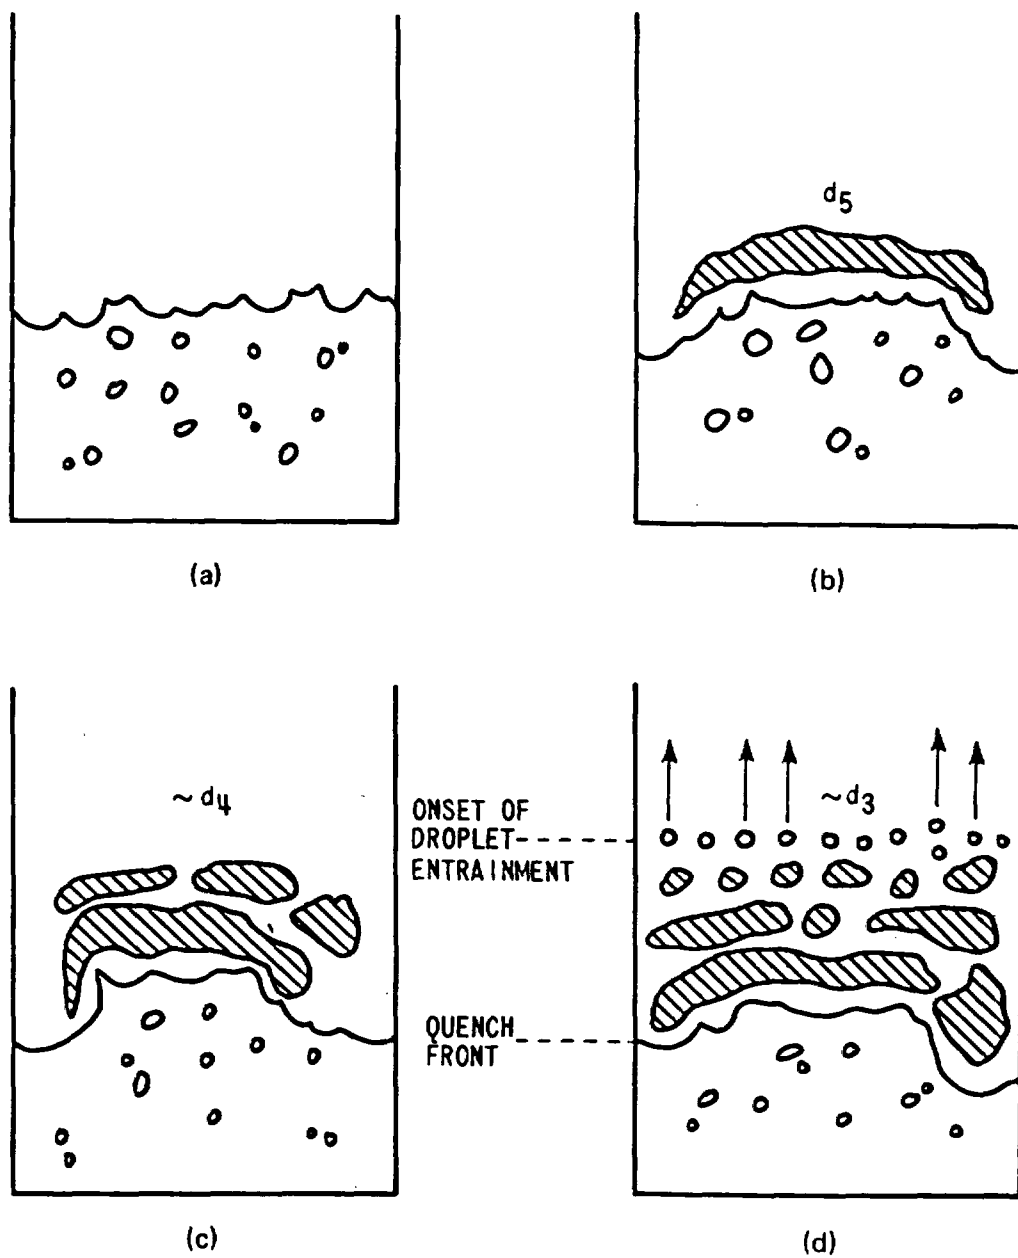 d5
(a)
(b)
~d4
ONSET OF
DROPLET
ENTRAINMENT
~d3
QUENCH
FRONT
(c)
(d)